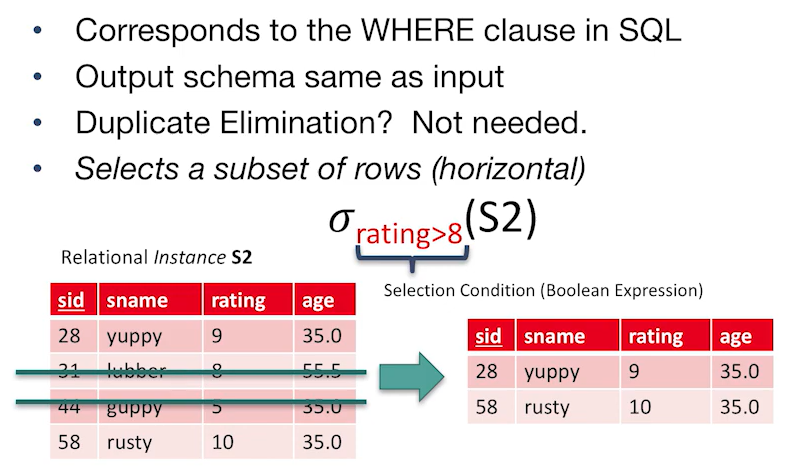 • Corresponds to the WHERE clause in SQL
• Output schema same as input
• Duplicate Elimination? Not needed.
• Selects a subset of rows (horizontal)
σrating>8(S2)
Relational Instance S2
Selection Condition (Boolean Expression)
sid sname rating age
28 yuppy 9 35.0
31 lubber 8 55.5
44 guppy 5 35.0
58 rusty 10 35.0
sid sname rating age
28 yuppy 9 35.0
58 rusty 10 35.0